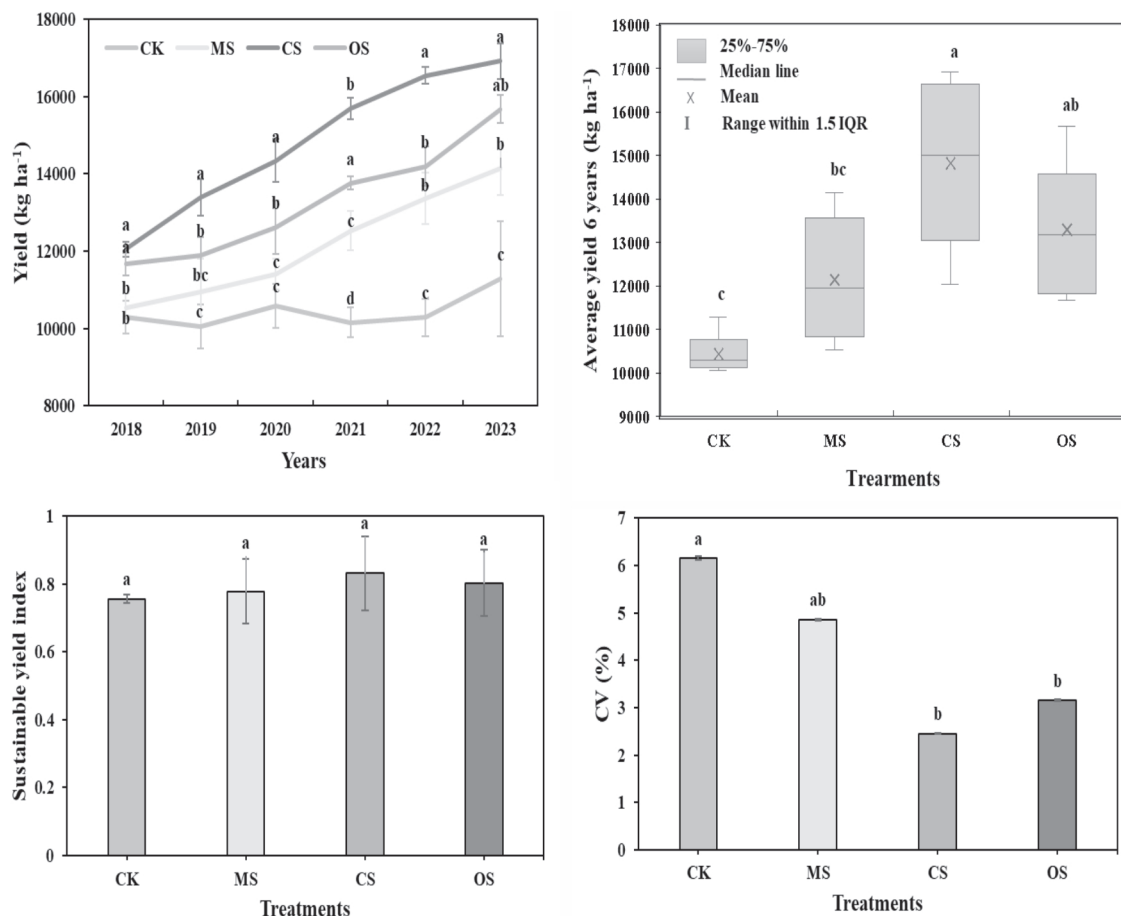 18000
16000
14000
12000
10000
8000
Yield (kg ha⁻¹)
CK MS CS OS
a
a
b
b
a
b
bc
c
a
b
c
c
b
a
c
d
a
b
b
c
a
ab
b
c
2018 2019 2020 2021 2022 2023
Years
18000
17000
16000
15000
14000
13000
12000
11000
10000
9000
Average yield 6 years (kg ha⁻¹)
25%-75%
Median line
Mean
Range within 1.5 IQR
c
bc
a
ab
CK MS CS OS
Trearments
1
0.8
0.6
0.4
0.2
0
Sustainable yield index
a
a
a
a
CK MS CS OS
Treatments
7
6
5
4
3
2
1
0
CV (%)
a
ab
b
b
CK MS CS OS
Treatments